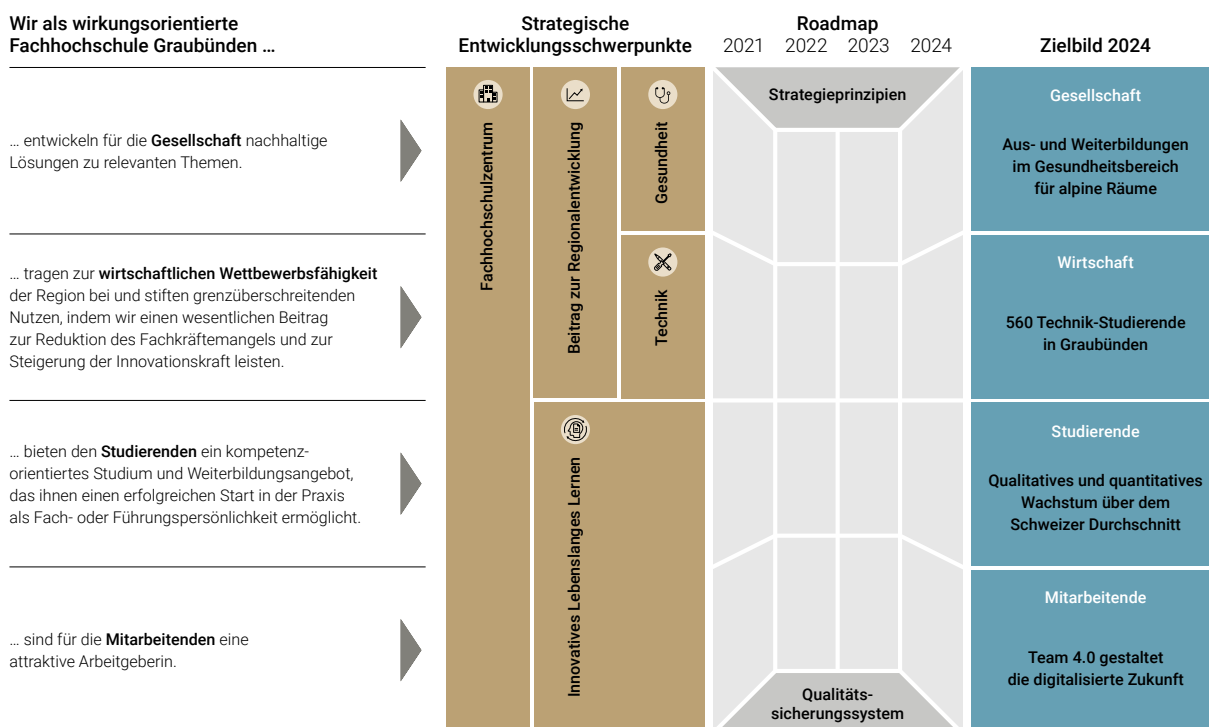 Wir als wirkungsorientierte
Fachhochschule Graubünden …
Strategische
Entwicklungsschwerpunkte
Roadmap
2021 2022 2023 2024
Zielbild 2024
… entwickeln für die Gesellschaft nachhaltige
Lösungen zu relevanten Themen.
… tragen zur wirtschaftlichen Wettbewerbsfähigkeit
der Region bei und stiften grenzüberschreitenden
Nutzen, indem wir einen wesentlichen Beitrag
zur Reduktion des Fachkräftemangels und zur
Steigerung der Innovationskraft leisten.
… bieten den Studierenden ein kompetenz-
orientiertes Studium und Weiterbildungsangebot,
das ihnen einen erfolgreichen Start in der Praxis
als Fach- oder Führungspersönlichkeit ermöglicht.
… sind für die Mitarbeitenden eine
attraktive Arbeitgeberin.
Fachhochschulzentrum
Beitrag zur Regionalentwicklung
Gesundheit
Technik
Innovatives Lebenslanges Lernen
Strategieprinzipien
Qualitäts-
sicherungssystem
Gesellschaft
Aus- und Weiterbildungen
im Gesundheitsbereich
für alpine Räume
Wirtschaft
560 Technik-Studierende
in Graubünden
Studierende
Qualitatives und quantitatives
Wachstum über dem
Schweizer Durchschnitt
Mitarbeitende
Team 4.0 gestaltet
die digitalisierte Zukunft